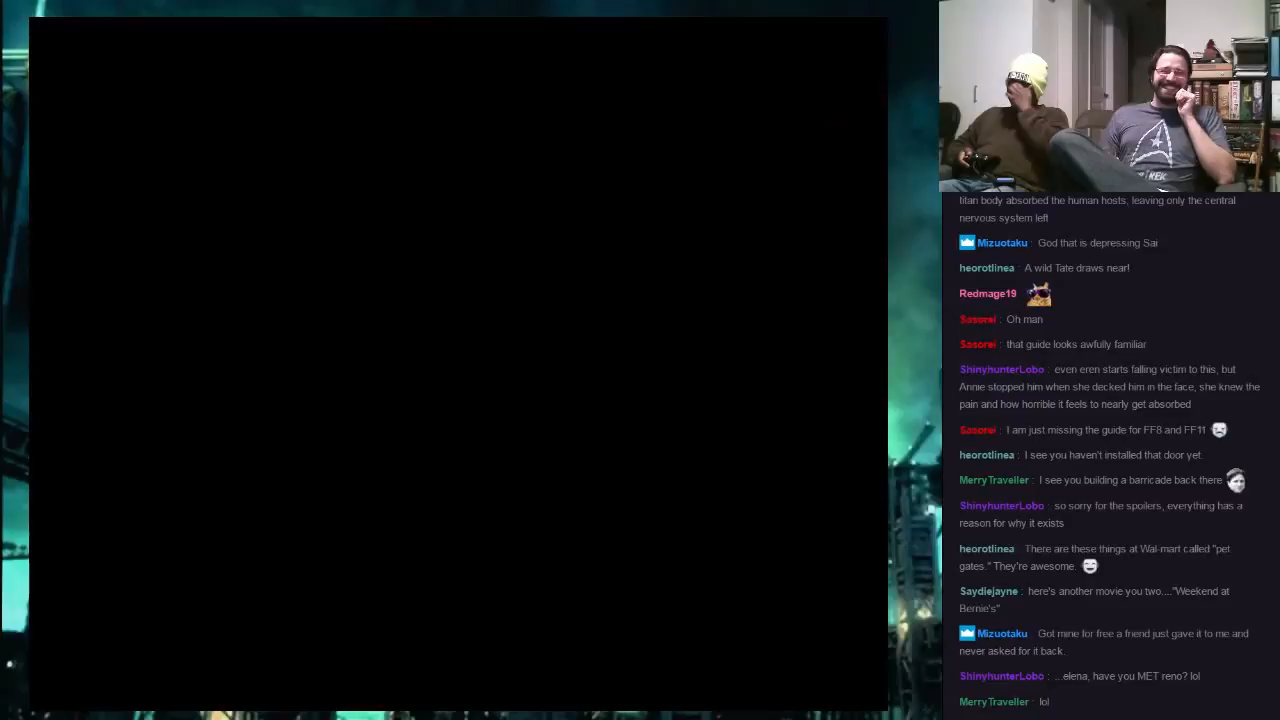 titan body absorbed the human hosts, leaving only the central
nervous system left
Mizuotaku : God that is depressing Sar
heorotlinea : A wild Tate draws near!
Redmage19
Sasorei : Oh man
Sasorei : that guide looks awfully familiar
ShinyhunterLobo : even eren starts falling victim to this, but
Annie stopped him when she decked him in the face, she knew the
pain and how horrible it feels to nearly get absorbed
Sasorei : I am just missing the guide for FF8 and FF11
heorotlinea : I see you haven't installed that door yet.
MerryTraveller : I see you building a barricade back there
ShinyhunterLobo : so sorry for the spoilers, everything has a
reason for why it exists
heorotlinea There are these things at Wal-mart called "pet
gates." They're awesome.
Saydiejayne : here's another movie you two...."Weekend at
Bernie's"
Mizuotaku Got mine for free a friend just gave it to me and
never asked for it back.
ShinyhunterLobo : ...elena, have you MET reno? lol
MerryTraveller : lol